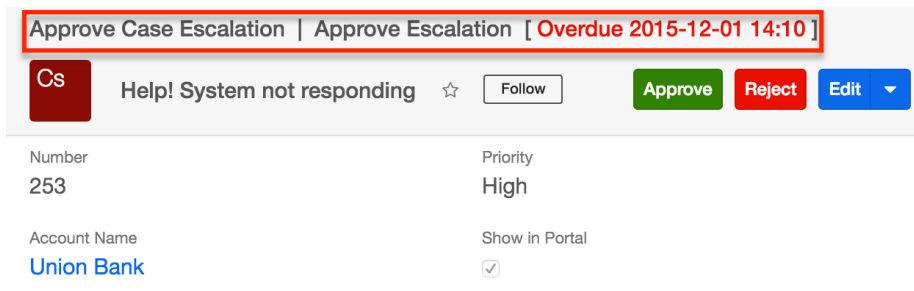 Approve Case Escalation | Approve Escalation [ Overdue 2015-12-01 14:10 ]
Cs Help! System not responding Follow Approve Reject Edit
Number Priority
253 High
Account Name Show in Portal
Union Bank